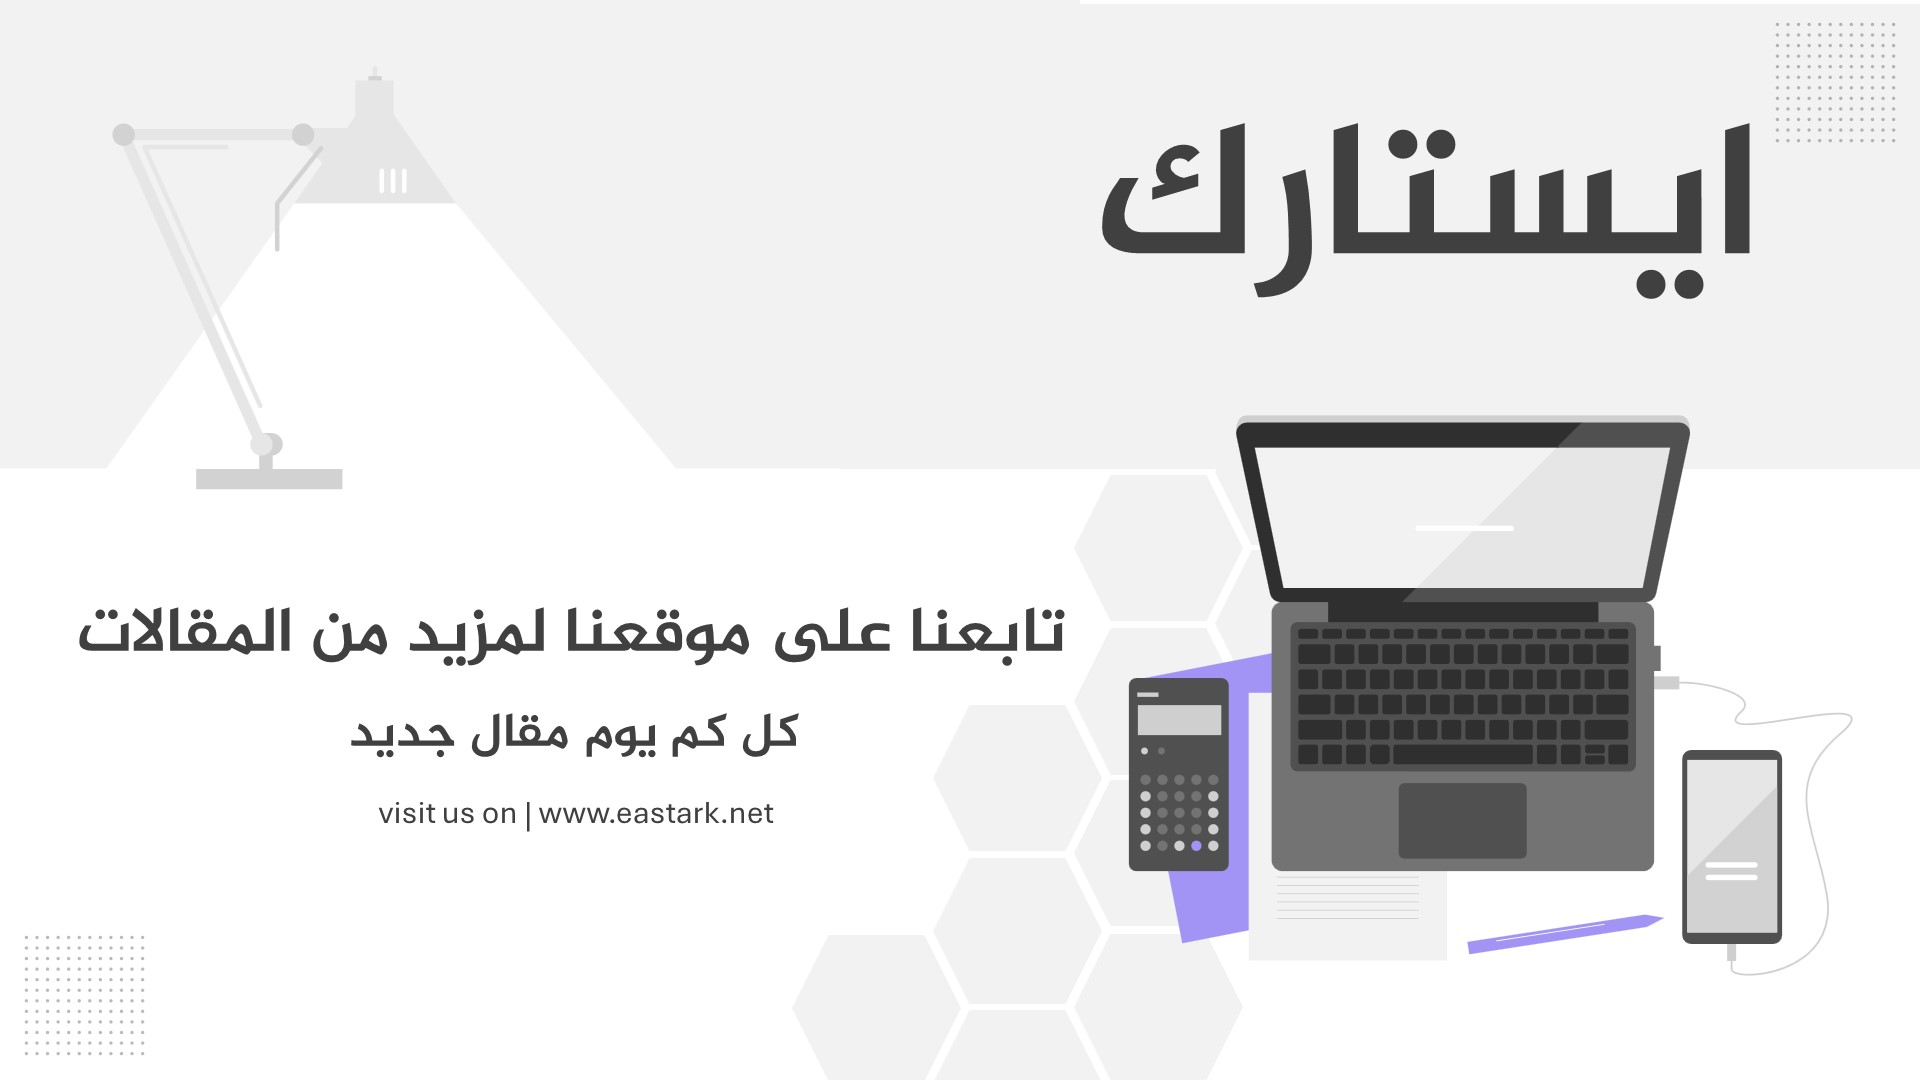 ايستارك
تابعنا على موقعنا لمزيد من المقالات
كل كم يوم مقال جديد
visit us on | www.eastark.net